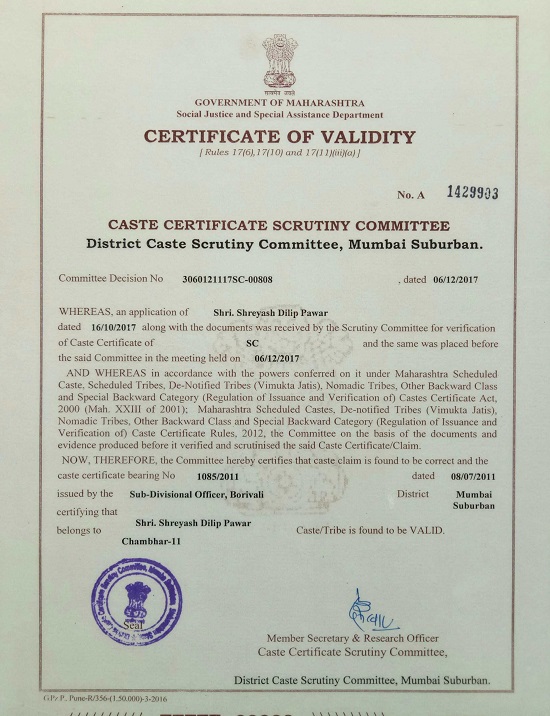 सत्यमेव जयते
GOVERNMENT OF MAHARASHTRA
Social Justice and Special Assistance Department
CERTIFICATE OF VALIDITY
[ Rules 17(6),17(10) and 17(11)(iii)(a) ]
No. A 1429903
CASTE CERTIFICATE SCRUTINY COMMITTEE
District Caste Scrutiny Committee, Mumbai Suburban.
Committee Decision No 3060121117SC-00808 , dated 06/12/2017
WHEREAS, an application of Shri. Shreyash Dilip Pawar
dated 16/10/2017 along with the documents was received by the Scrutiny Committee for verification
of Caste Certificate of SC and the same was placed before
the said Committee in the meeting held on 06/12/2017
AND WHEREAS in accordance with the powers conferred on it under Maharashtra Scheduled
Caste, Scheduled Tribes, De-Notified Tribes (Vimukta Jatis), Nomadic Tribes, Other Backward Class
and Special Backward Category (Regulation of Issuance and Verification of) Castes Certificate Act,
2000 (Mah. XXIII of 2001); Maharashtra Scheduled Castes, De-notified Tribes (Vimukta Jatis),
Nomadic Tribes, Other Backward Class and Special Backward Category (Regulation of Issuance and
Verification of) Caste Certificate Rules, 2012, the Committee on the basis of the documents and
evidence produced before it verified and scrutinised the said Caste Certificate/Claim.
NOW, THEREFORE, the Committee hereby certifies that caste claim is found to be correct and the
caste certificate bearing No 1085/2011 dated 08/07/2011
issued by the Sub-Divisional Officer, Borivali District Mumbai
Suburban
certifying that
Shri. Shreyash Dilip Pawar
belongs to Caste/Tribe is found to be VALID.
Chambhar-11
Seal
Member Secretary & Research Officer
Caste Certificate Scrutiny Committee,
District Caste Scrutiny Committee, Mumbai Suburban.
G.P.P., Pune-R/356-(1,50,000)-3-2016